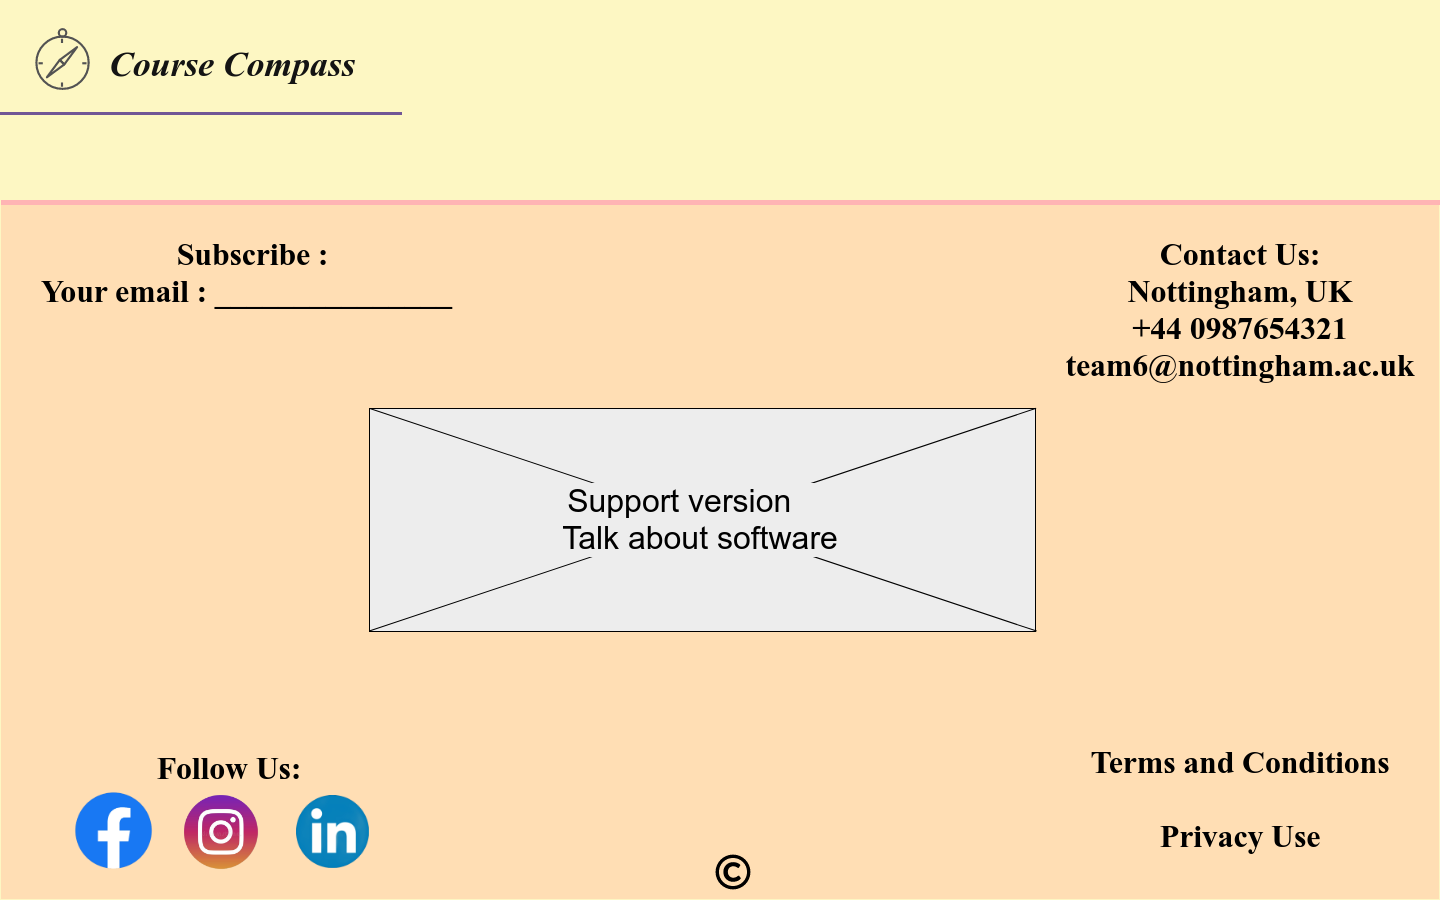 Course Compass
Subscribe :
Your email : _______________
Contact Us:
Nottingham, UK
+44 0987654321
team6@nottingham.ac.uk
Support version
Talk about software
Follow Us:
f
in
Terms and Conditions
Privacy Use
©